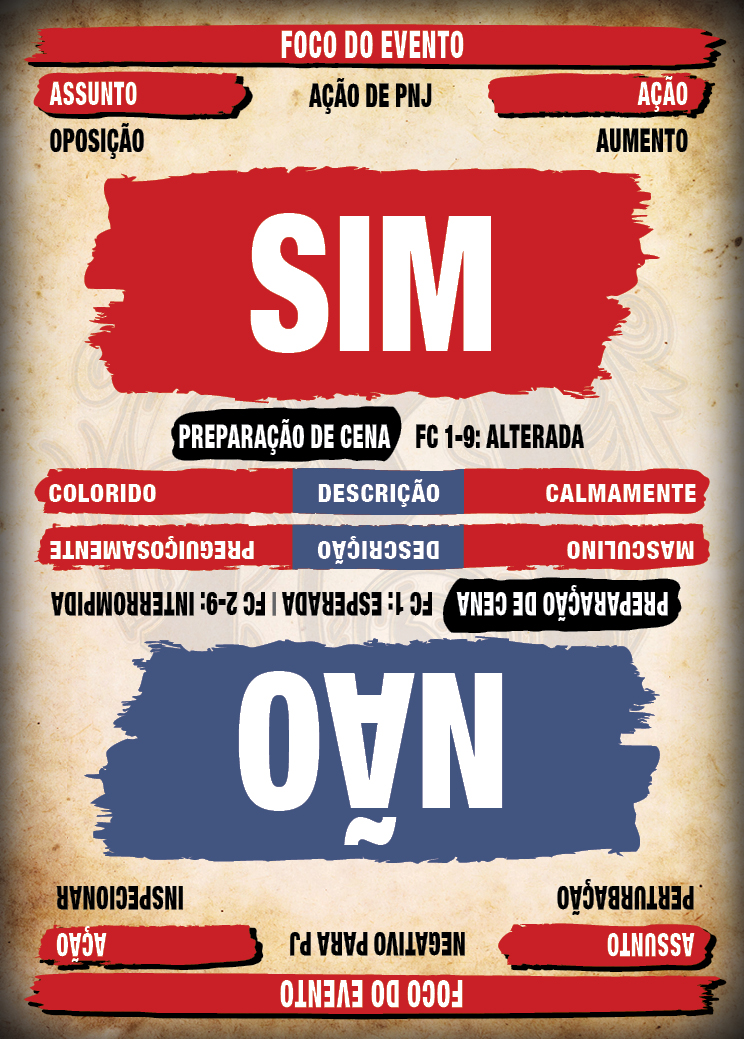 FOCO DO EVENTO
ASSUNTO AÇÃO DE PNJ AÇÃO
OPOSIÇÃO AUMENTO
SIM
PREPARAÇÃO DE CENA FC 1-9: ALTERADA
COLORIDO DESCRIÇÃO CALMAMENTE
MASCULINO DESCRIÇÃO PREGUIÇOSAMENTE
PREPARAÇÃO DE CENA FC 1: ESPERADA | FC 2-9: INTERROMPIDA
NÃO
PERTURBAÇÃO INSPECIONAR
ASSUNTO NEGATIVO PARA PJ AÇÃO
FOCO DO EVENTO